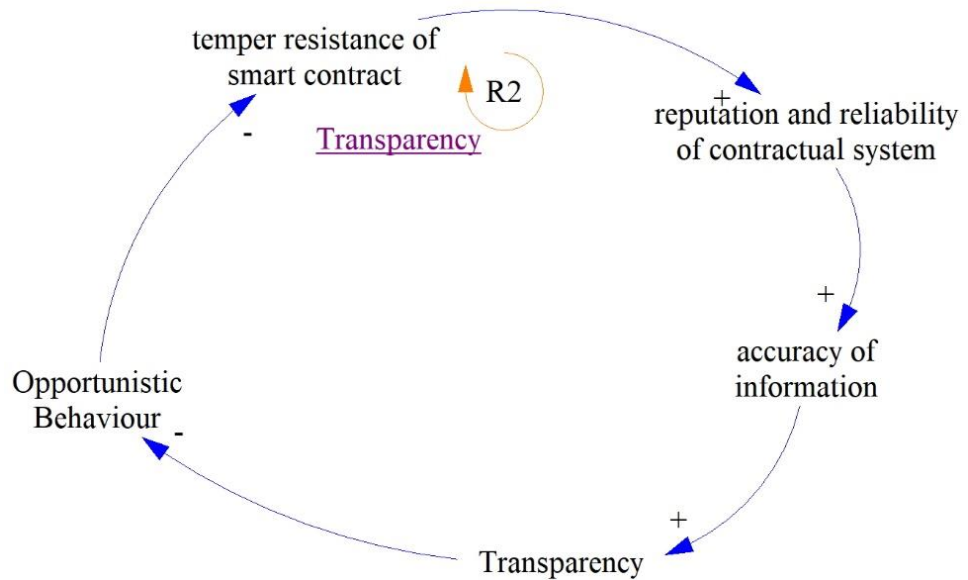 temper resistance of
smart contract
R2
Transparency
+
reputation and reliability
of contractual system
-
+
accuracy of
information
Opportunistic
Behaviour
-
+
Transparency